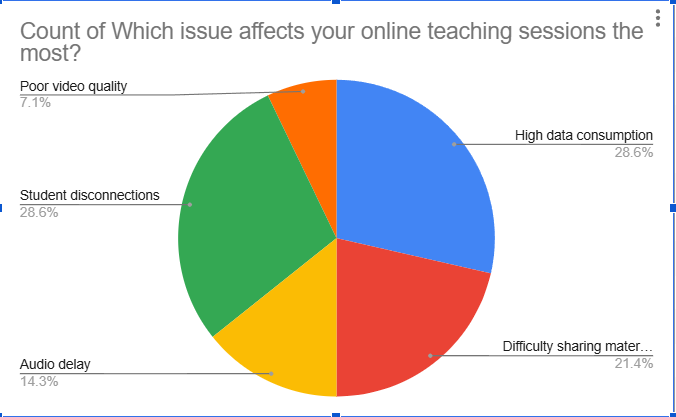 Count of Which issue affects your online teaching sessions the
most?
Poor video quality
7.1%
High data consumption
28.6%
Student disconnections
28.6%
Difficulty sharing mater...
21.4%
Audio delay
14.3%